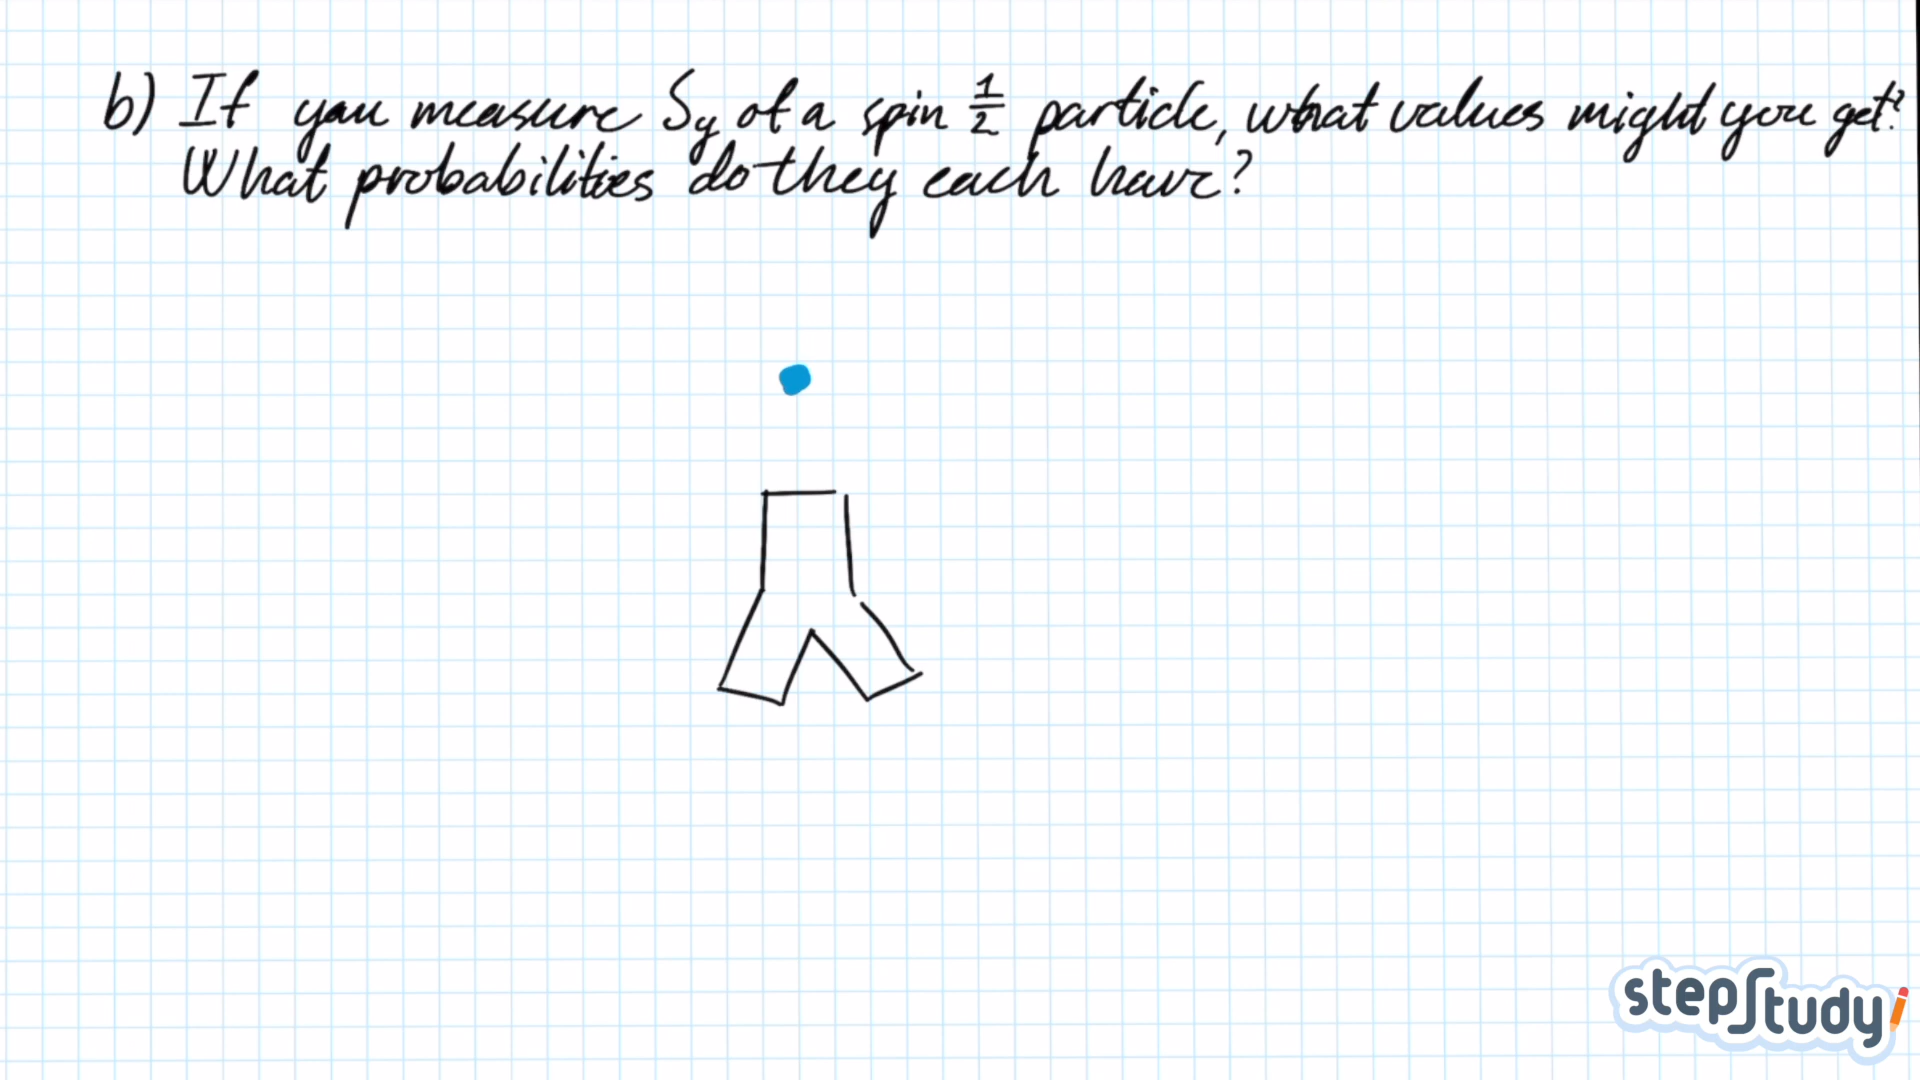 b) If you measure Sy of a spin 1/2 particle, what values might you get?
What probabilities do they each have?
stepStudy